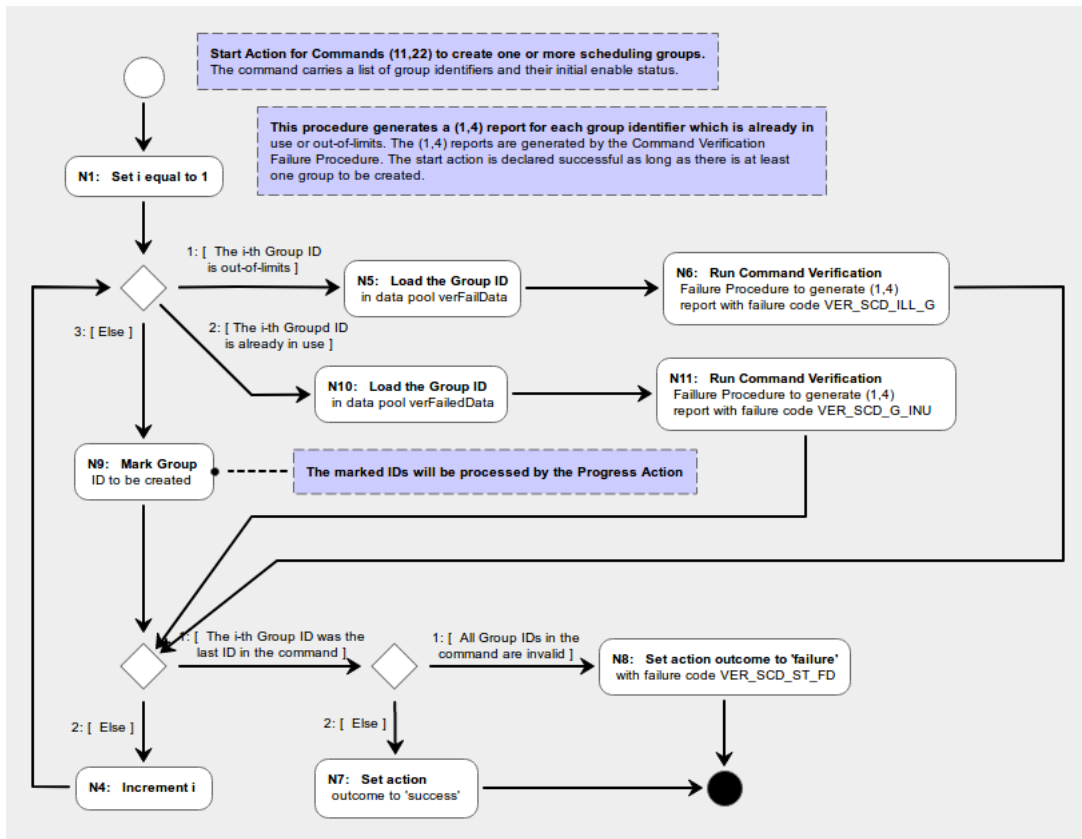 Start Action for Commands (11,22) to create one or more scheduling groups.
The command carries a list of group identifiers and their initial enable status.
This procedure generates a (1,4) report for each group identifier which is already in
use or out-of-limits. The (1,4) reports are generated by the Command Verification
Failure Procedure. The start action is declared successful as long as there is at least
one group to be created.
N1: Set i equal to 1
1: [ The i-th Group ID
is out-of-limits ]
N5: Load the Group ID
in data pool verFailData
N6: Run Command Verification
Failure Procedure to generate (1,4)
report with failure code VER_SCD_ILL_G
3: [ Else ]
2: [ The i-th Groupd ID
is already in use ]
N10: Load the Group ID
in data pool verFailedData
N11: Run Command Verification
Faillure Procedure to generate (1,4)
report with failure code VER_SCD_G_INU
N9: Mark Group
ID to be created
The marked IDs will be processed by the Progress Action
1: [ The i-th Group ID was the
last ID in the command ]
1: [ All Group IDs in the
command are invalid ]
N8: Set action outcome to 'failure'
with failure code VER_SCD_ST_FD
2: [ Else ]
2: [ Else ]
N4: Increment i
N7: Set action
outcome to 'success'